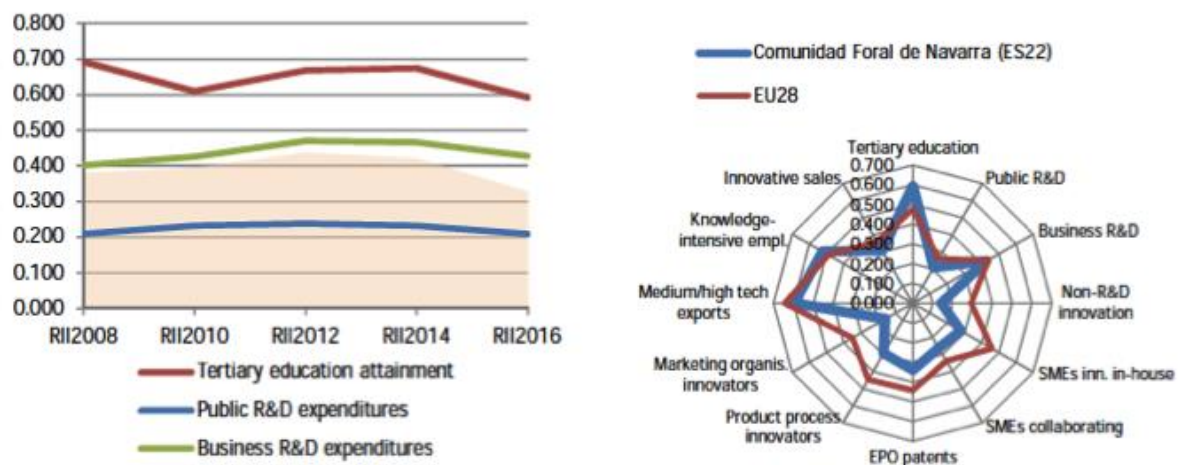 0.800
0.700
0.600
0.500
0.400
0.300
0.200
0.100
0.000
RII2008 RII2010 RII2012 RII2014 RII2016
Tertiary education attainment
Public R&D expenditures
Business R&D expenditures
Comunidad Foral de Navarra (ES22)
EU28
Tertiary education
0.700
0.600
0.500
0.400
0.300
0.200
0.100
0.000
Public R&D
Business R&D
Non-R&D
innovation
SMEs inn. in-house
SMEs collaborating
EPO patents
Product process
innovators
Marketing organis.
innovators
Medium/high tech
exports
Knowledge-
intensive empl.
Innovative sales